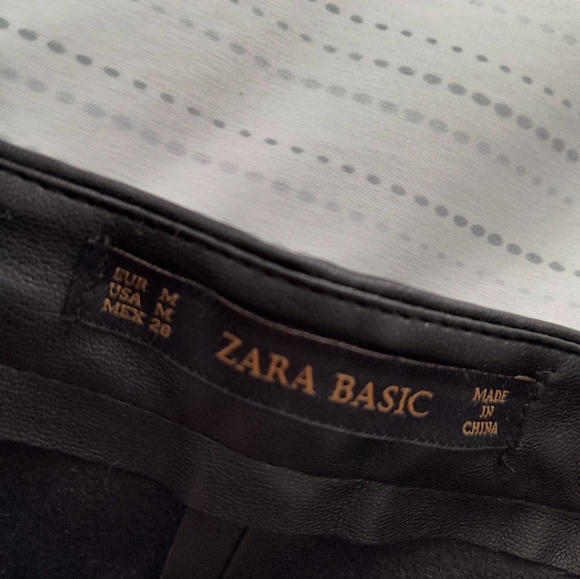 EUR M
USA M
MEX 28
ZARA BASIC
MADE
IN
CHINA